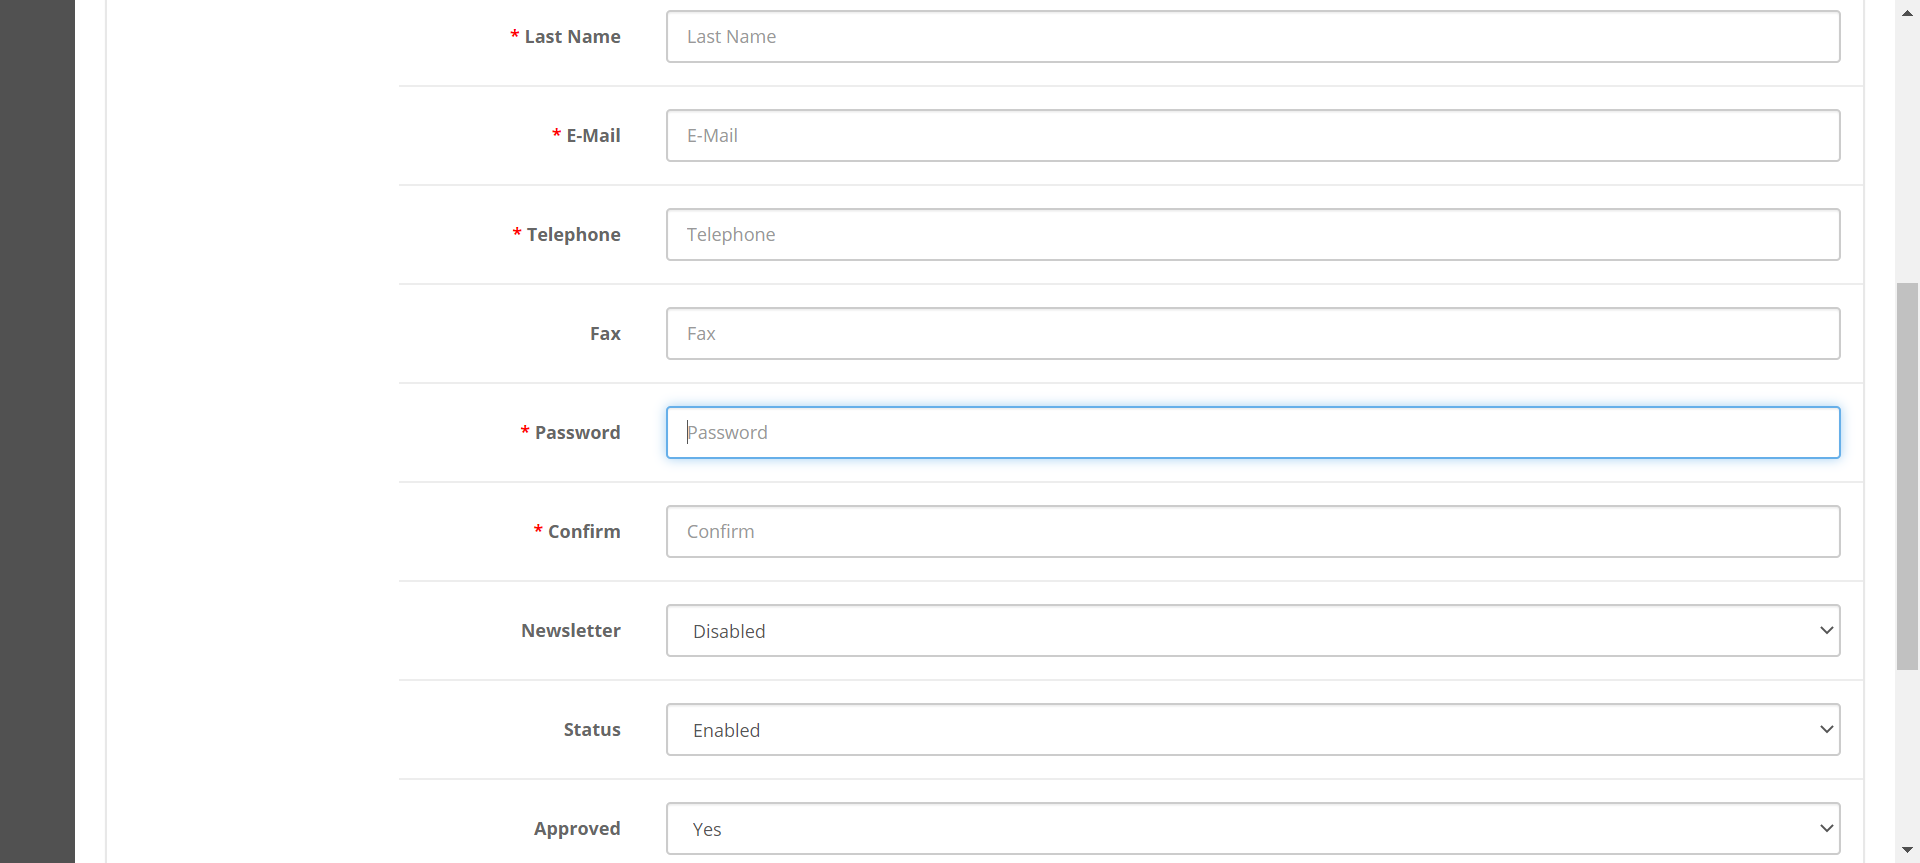 * Last Name
Last Name
* E-Mail
E-Mail
* Telephone
Telephone
Fax
Fax
* Password
Password
* Confirm
Confirm
Newsletter
Disabled
Status
Enabled
Approved
Yes